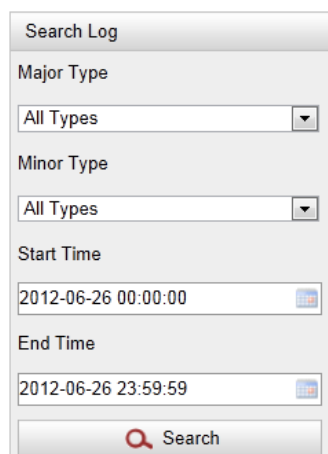 Search Log
Major Type
All Types
Minor Type
All Types
Start Time
2012-06-26 00:00:00
End Time
2012-06-26 23:59:59
Search